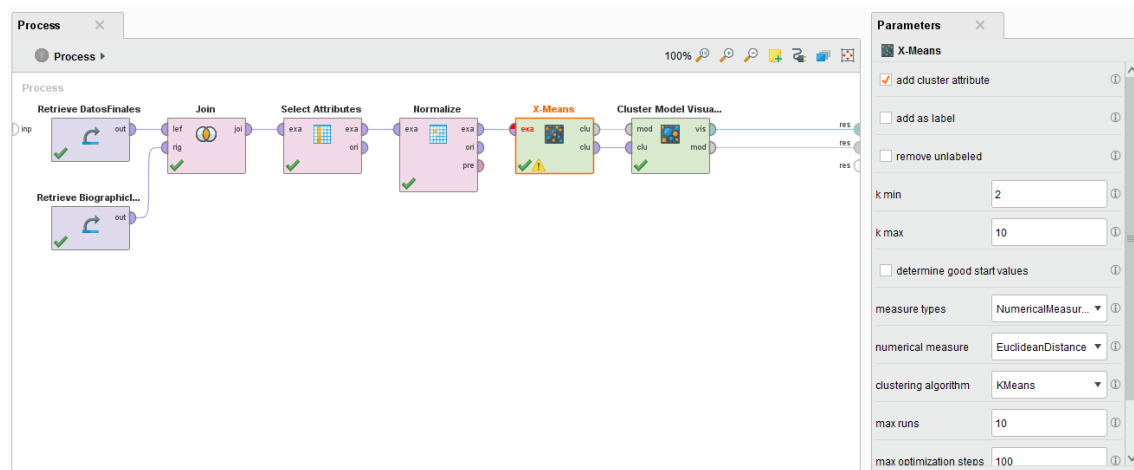 Process
Process
100%
Process
Retrieve DatosFinales
Join
Select Attributes
Normalize
X-Means
Cluster Model Visua...
inp
out
lef
joi
rig
exa
exa
ori
exa
exa
ori
pre
exa
clu
clu
mod
vis
clu
mod
res
res
res
Retrieve BiographicI...
out
Parameters
X-Means
add cluster attribute
add as label
remove unlabeled
k min
2
k max
10
determine good start values
measure types
NumericalMeasur...
numerical measure
EuclideanDistance
clustering algorithm
KMeans
max runs
10
max optimization steps
100